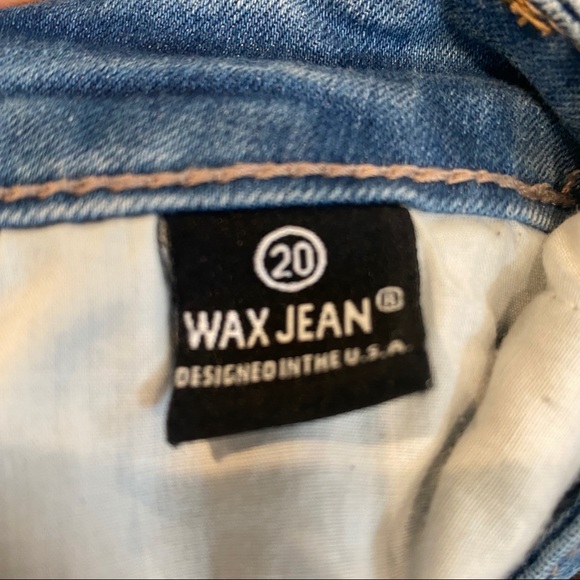 20
WAX JEAN®
DESIGNED IN THE U.S.A.